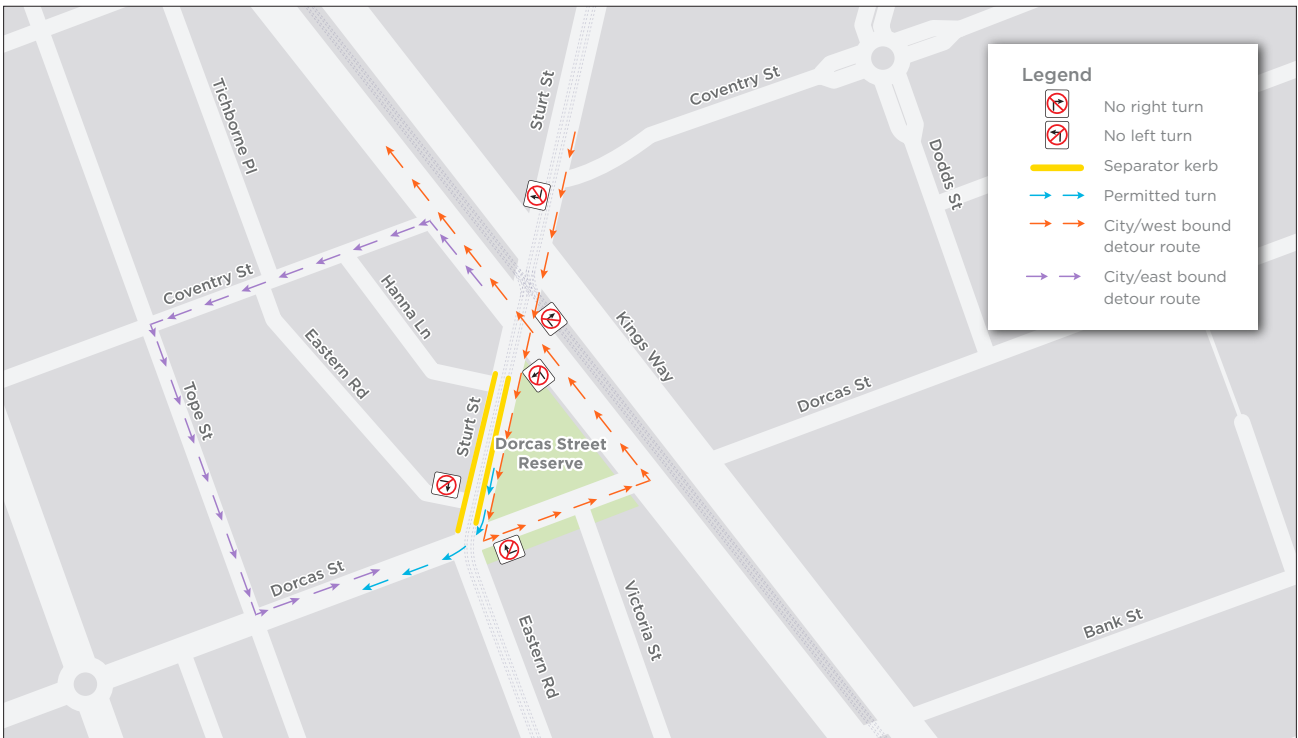 Tichborne Pl
Sturt St
Coventry St
Dodds St
Legend
No right turn
No left turn
Separator kerb
Permitted turn
City/west bound
detour route
City/east bound
detour route
Coventry St
Hanna Ln
Eastern Rd
Kings Way
Tope St
Sturt St
Dorcas St
Dorcas Street
Reserve
Dorcas St
Eastern Rd
Victoria St
Bank St